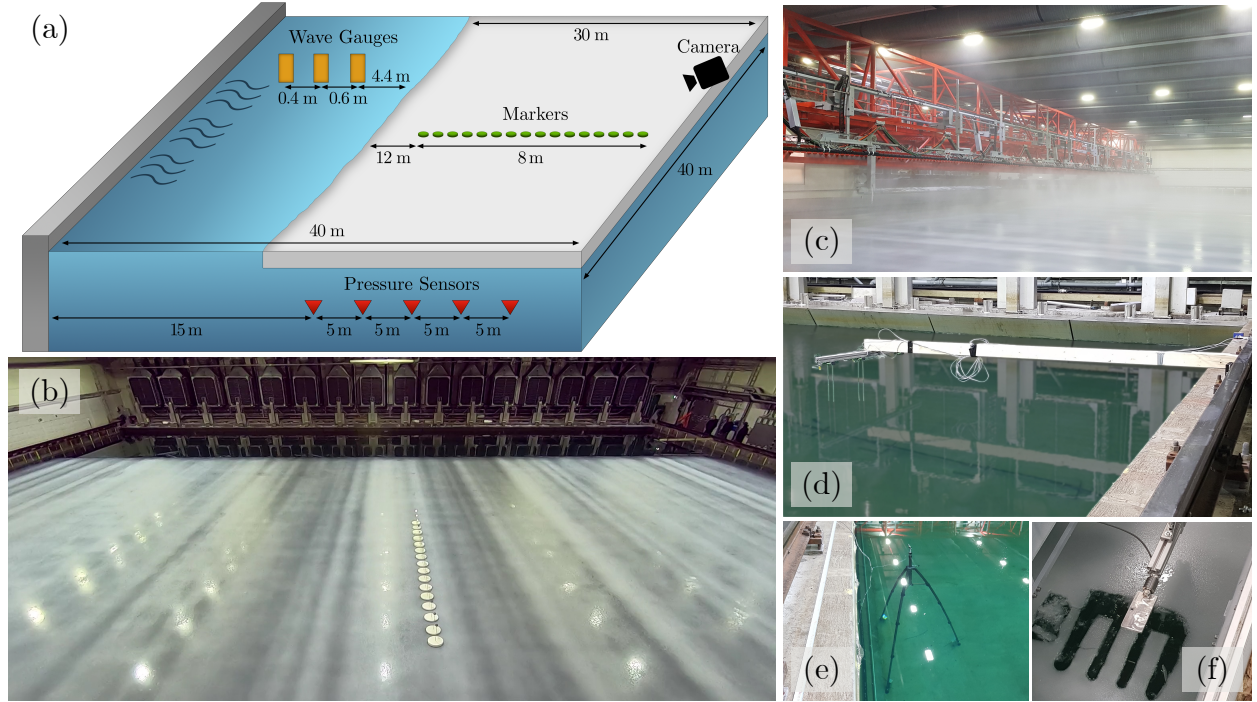 (a)
30 m
Wave Gauges
Camera
0.4 m
0.6 m
4.4 m
Markers
12 m
8 m
40 m
40 m
Pressure Sensors
15 m
5 m
5 m
5 m
5 m
(b)
(c)
(d)
(e)
(f)